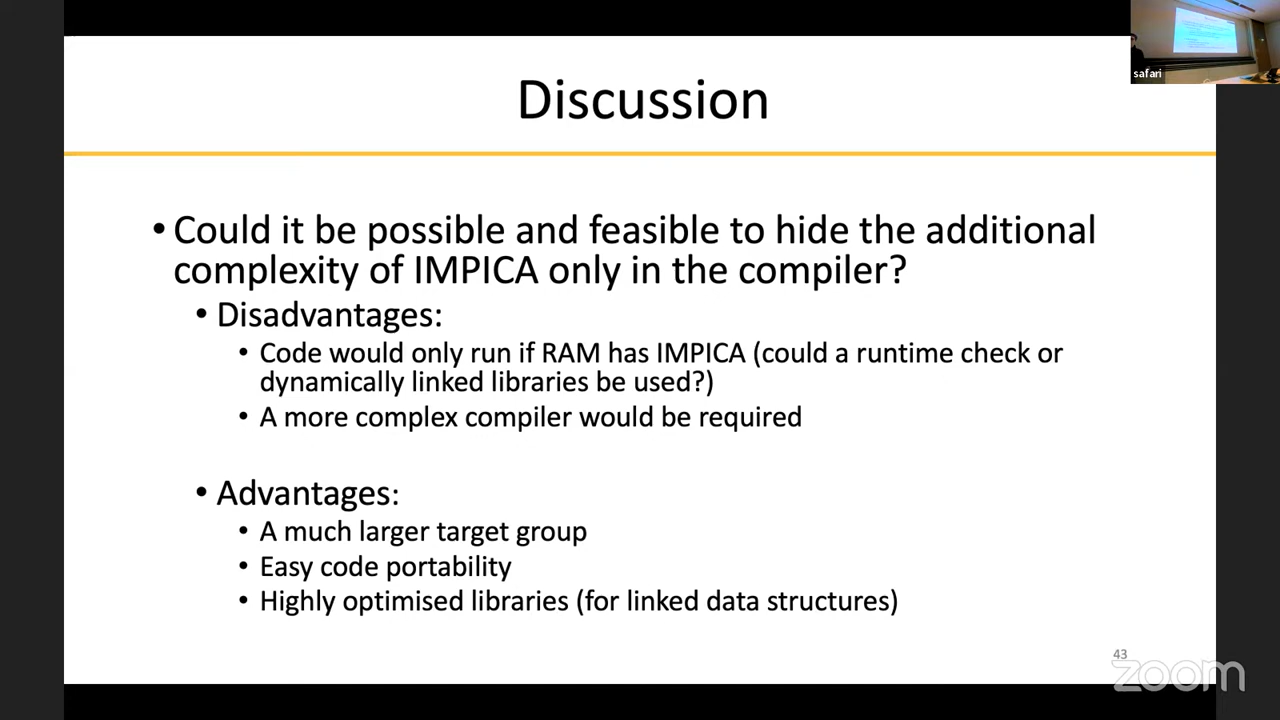 safari
Discussion
• Could it be possible and feasible to hide the additional
complexity of IMPICA only in the compiler?
• Disadvantages:
• Code would only run if RAM has IMPICA (could a runtime check or
dynamically linked libraries be used?)
• A more complex compiler would be required
• Advantages:
• A much larger target group
• Easy code portability
• Highly optimised libraries (for linked data structures)
43
zoom